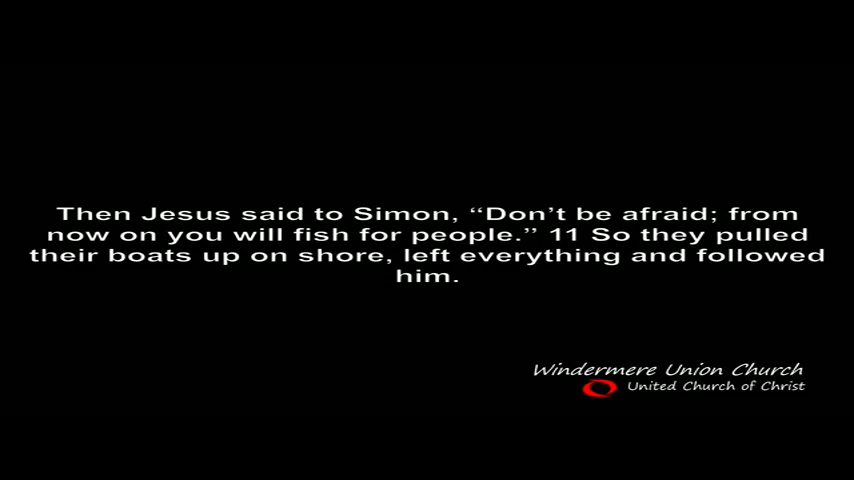 Then Jesus said to Simon, “Don’t be afraid; from
now on you will fish for people.” 11 So they pulled
their boats up on shore, left everything and followed
him.
Windermere Union Church
United Church of Christ